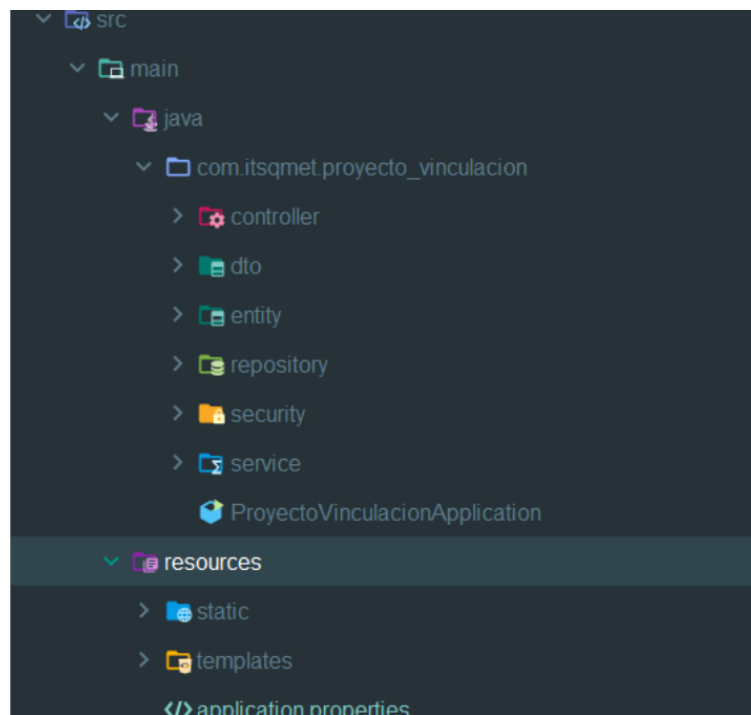 src
main
java
com.itsqmet.proyecto_vinculacion
controller
dto
entity
repository
security
service
ProyectoVinculacionApplication
resources
static
templates
application.properties